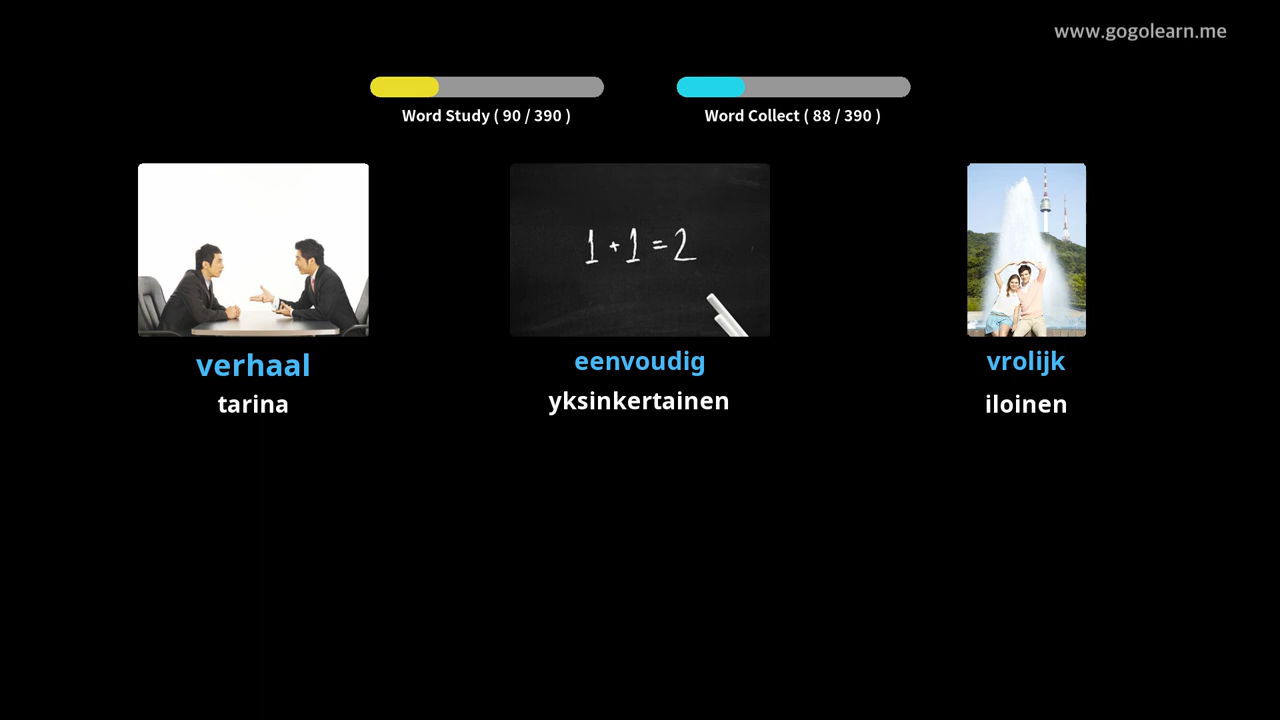 www.gogolearn.me
Word Study ( 90 / 390 )
Word Collect ( 88 / 390 )
1 + 1 = 2
verhaal
tarina
eenvoudig
yksinkertainen
vrolijk
iloinen